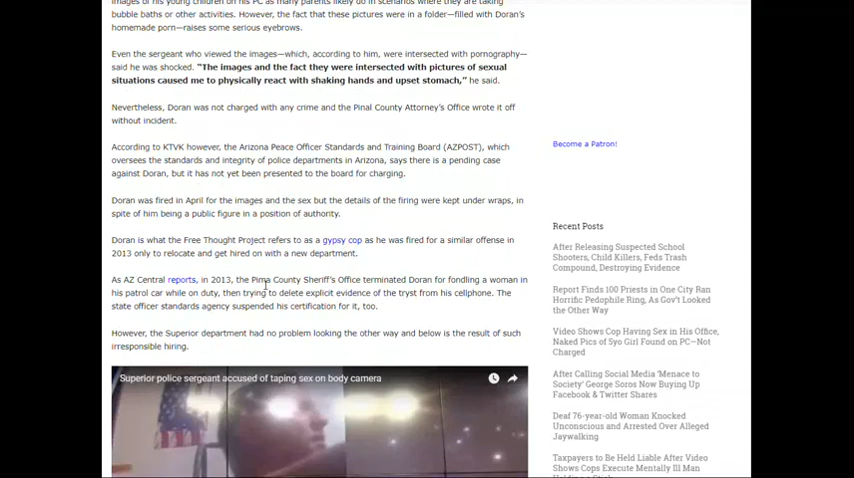 images of his young children on his PC as many parents likely do in scenarios where they are taking
bubble baths or other activities. However, the fact that these pictures were in a folder—filled with Doran's
homemade porn—raises some serious eyebrows.
Even the sergeant who viewed the images—which, according to him, were intersected with pornography—
said he was shocked. "The images and the fact they were intersected with pictures of sexual
situations caused me to physically react with shaking hands and upset stomach," he said.
Nevertheless, Doran was not charged with any crime and the Pinal County Attorney's Office wrote it off
without incident.
According to KTVK however, the Arizona Peace Officer Standards and Training Board (AZPOST), which
oversees the standards and integrity of police departments in Arizona, says there is a pending case
against Doran, but it has not yet been presented to the board for charging.
Doran was fired in April for the images and the sex but the details of the firing were kept under wraps, in
spite of him being a public figure in a position of authority.
Doran is what the Free Thought Project refers to as a gypsy cop as he was fired for a similar offense in
2013 only to relocate and get hired on with a new department.
As AZ Central reports, in 2013, the Pima County Sheriff's Office terminated Doran for fondling a woman in
his patrol car while on duty, then trying to delete explicit evidence of the tryst from his cellphone. The
state officer standards agency suspended his certification for it, too.
However, the Superior department had no problem looking the other way and below is the result of such
irresponsible hiring.
Superior police sergeant accused of taping sex on body camera
Become a Patron!
Recent Posts
After Releasing Suspected School
Shooters, Child Killers, Feds Trash
Compound, Destroying Evidence
Report Finds 100 Priests in One City Ran
Horrific Pedophile Ring, As Gov't Looked
the Other Way
Video Shows Cop Having Sex in His Office,
Naked Pics of 5yo Girl Found on PC—Not
Charged
After Calling Social Media 'Menace to
Society' George Soros Now Buying Up
Facebook & Twitter Shares
Deaf 76-year-old Woman Knocked
Unconscious and Arrested Over Alleged
Jaywalking
Taxpayers to Be Held Liable After Video
Shows Cops Execute Mentally Ill Man